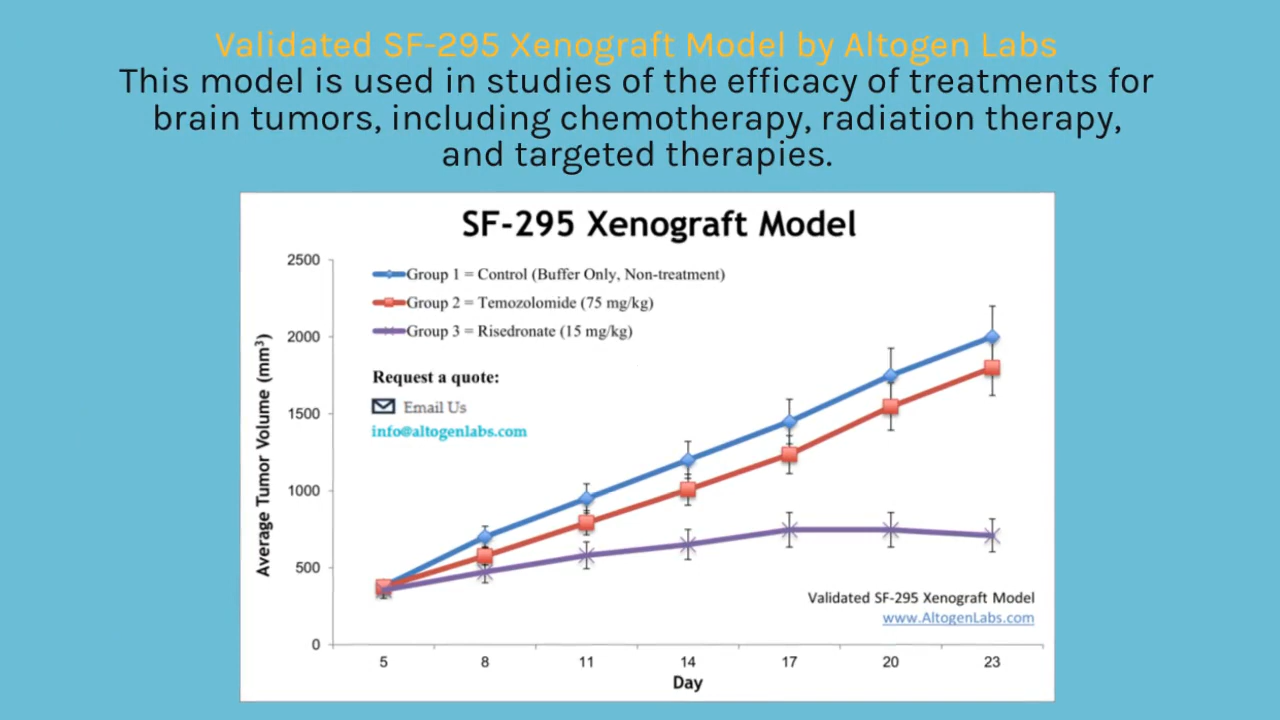 Validated SF-295 Xenograft Model by Altogen Labs
This model is used in studies of the efficacy of treatments for
brain tumors, including chemotherapy, radiation therapy,
and targeted therapies.
SF-295 Xenograft Model
Average Tumor Volume (mm³)
2500
2000
1500
1000
500
0
Group 1 = Control (Buffer Only, Non-treatment)
Group 2 = Temozolomide (75 mg/kg)
Group 3 = Risedronate (15 mg/kg)
Request a quote:
Email Us
info@altogenlabs.com
Validated SF-295 Xenograft Model
www.AltogenLabs.com
5 8 11 14 17 20 23
Day